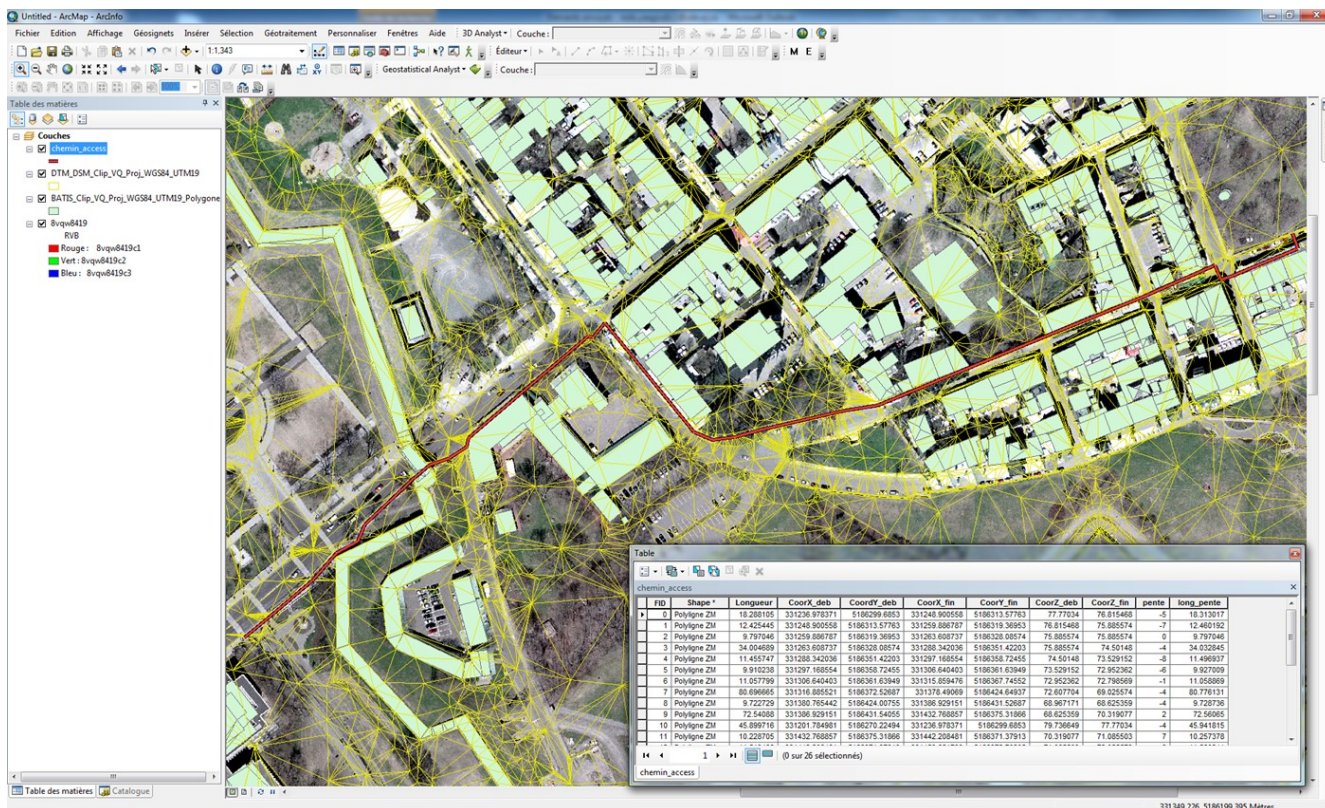 Untitled - ArcMap - ArcInfo
Fichier Edition Affichage Géosignets Insérer Sélection Géotraitement Personnaliser Fenêtres Aide 3D Analyst Couche :
1:1,343 Éditeur M E
Geostatistical Analyst Couche :
Table des matières
Couches
chemin_access
DTM_DSM_Clip_VQ_Proj_WGS84_UTM19
BATIS_Clip_VQ_Proj_WGS84_UTM19_Polygone
8vqw8419
RVB
Rouge : 8vqw8419c1
Vert : 8vqw8419c2
Bleu : 8vqw8419c3
Table
chemin_access
FID Shape * Longueur CoorX_deb CoordY_deb CoorX_fin CoorY_fin CoorZ_deb CoorZ_fin pente long_pente
0 Polyligne ZM 18.288105 331236.978371 5186299.6853 331248.900558 5186313.57763 77.77034 76.815468 -5 18.313017
1 Polyligne ZM 12.425445 331248.900558 5186313.57763 331259.886787 5186319.36953 76.815468 75.885574 -7 12.460192
2 Polyligne ZM 9.797046 331259.886787 5186319.36953 331263.608737 5186328.08574 75.885574 75.885574 0 9.797046
3 Polyligne ZM 34.004689 331263.608737 5186328.08574 331288.342036 5186351.42203 75.885574 74.50148 -4 34.032845
4 Polyligne ZM 11.455747 331288.342036 5186351.42203 331297.168554 5186358.72455 74.50148 73.529152 -8 11.496937
5 Polyligne ZM 9.910238 331297.168554 5186358.72455 331306.640403 5186361.63949 73.529152 72.952362 -6 9.927009
6 Polyligne ZM 11.057799 331306.640403 5186361.63949 331315.859476 5186367.74552 72.952362 72.798569 -1 11.058869
7 Polyligne ZM 80.696665 331316.885521 5186372.52687 331378.49069 5186424.64937 72.607704 69.025574 -4 80.776131
8 Polyligne ZM 9.722729 331380.765442 5186424.00755 331386.929151 5186431.52687 68.967171 68.625359 -4 9.728736
9 Polyligne ZM 72.54088 331386.929151 5186431.54055 331432.768857 5186375.31866 68.625359 70.319077 2 72.56065
10 Polyligne ZM 45.899716 331201.784981 5186270.22494 331236.978371 5186299.6853 79.736649 77.77034 -4 45.941815
11 Polyligne ZM 10.228705 331432.768857 5186375.31866 331442.208481 5186371.37913 70.319077 71.085503 7 10.257378
1 (0 sur 26 sélectionnés)
chemin_access
Table des matières Catalogue
331349,226 5186199,395 Mètres